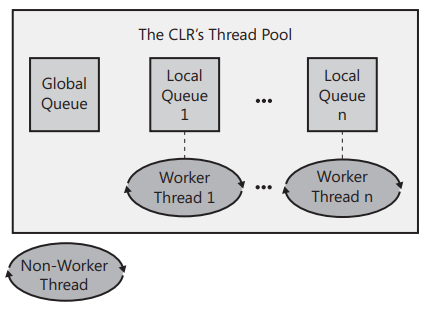 The CLR's Thread Pool
Global
Queue
Local
Queue
1
...
Local
Queue
n
Worker
Thread 1
...
Worker
Thread n
Non-Worker
Thread